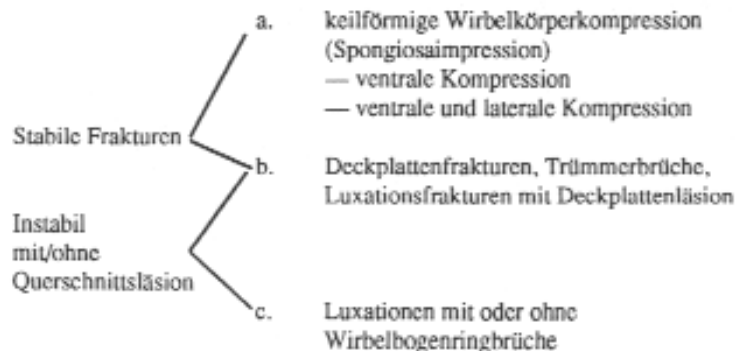 a. keilförmige Wirbelkörperkompression
(Spongiosaimpression)
— ventrale Kompression
— ventrale und laterale Kompression
Stabile Frakturen
b. Deckplattenfrakturen, Trümmerbrüche,
Luxationsfrakturen mit Deckplattenläsion
Instabil
mit/ohne
Querschnittsläsion
c. Luxationen mit oder ohne
Wirbelbogenringbrüche